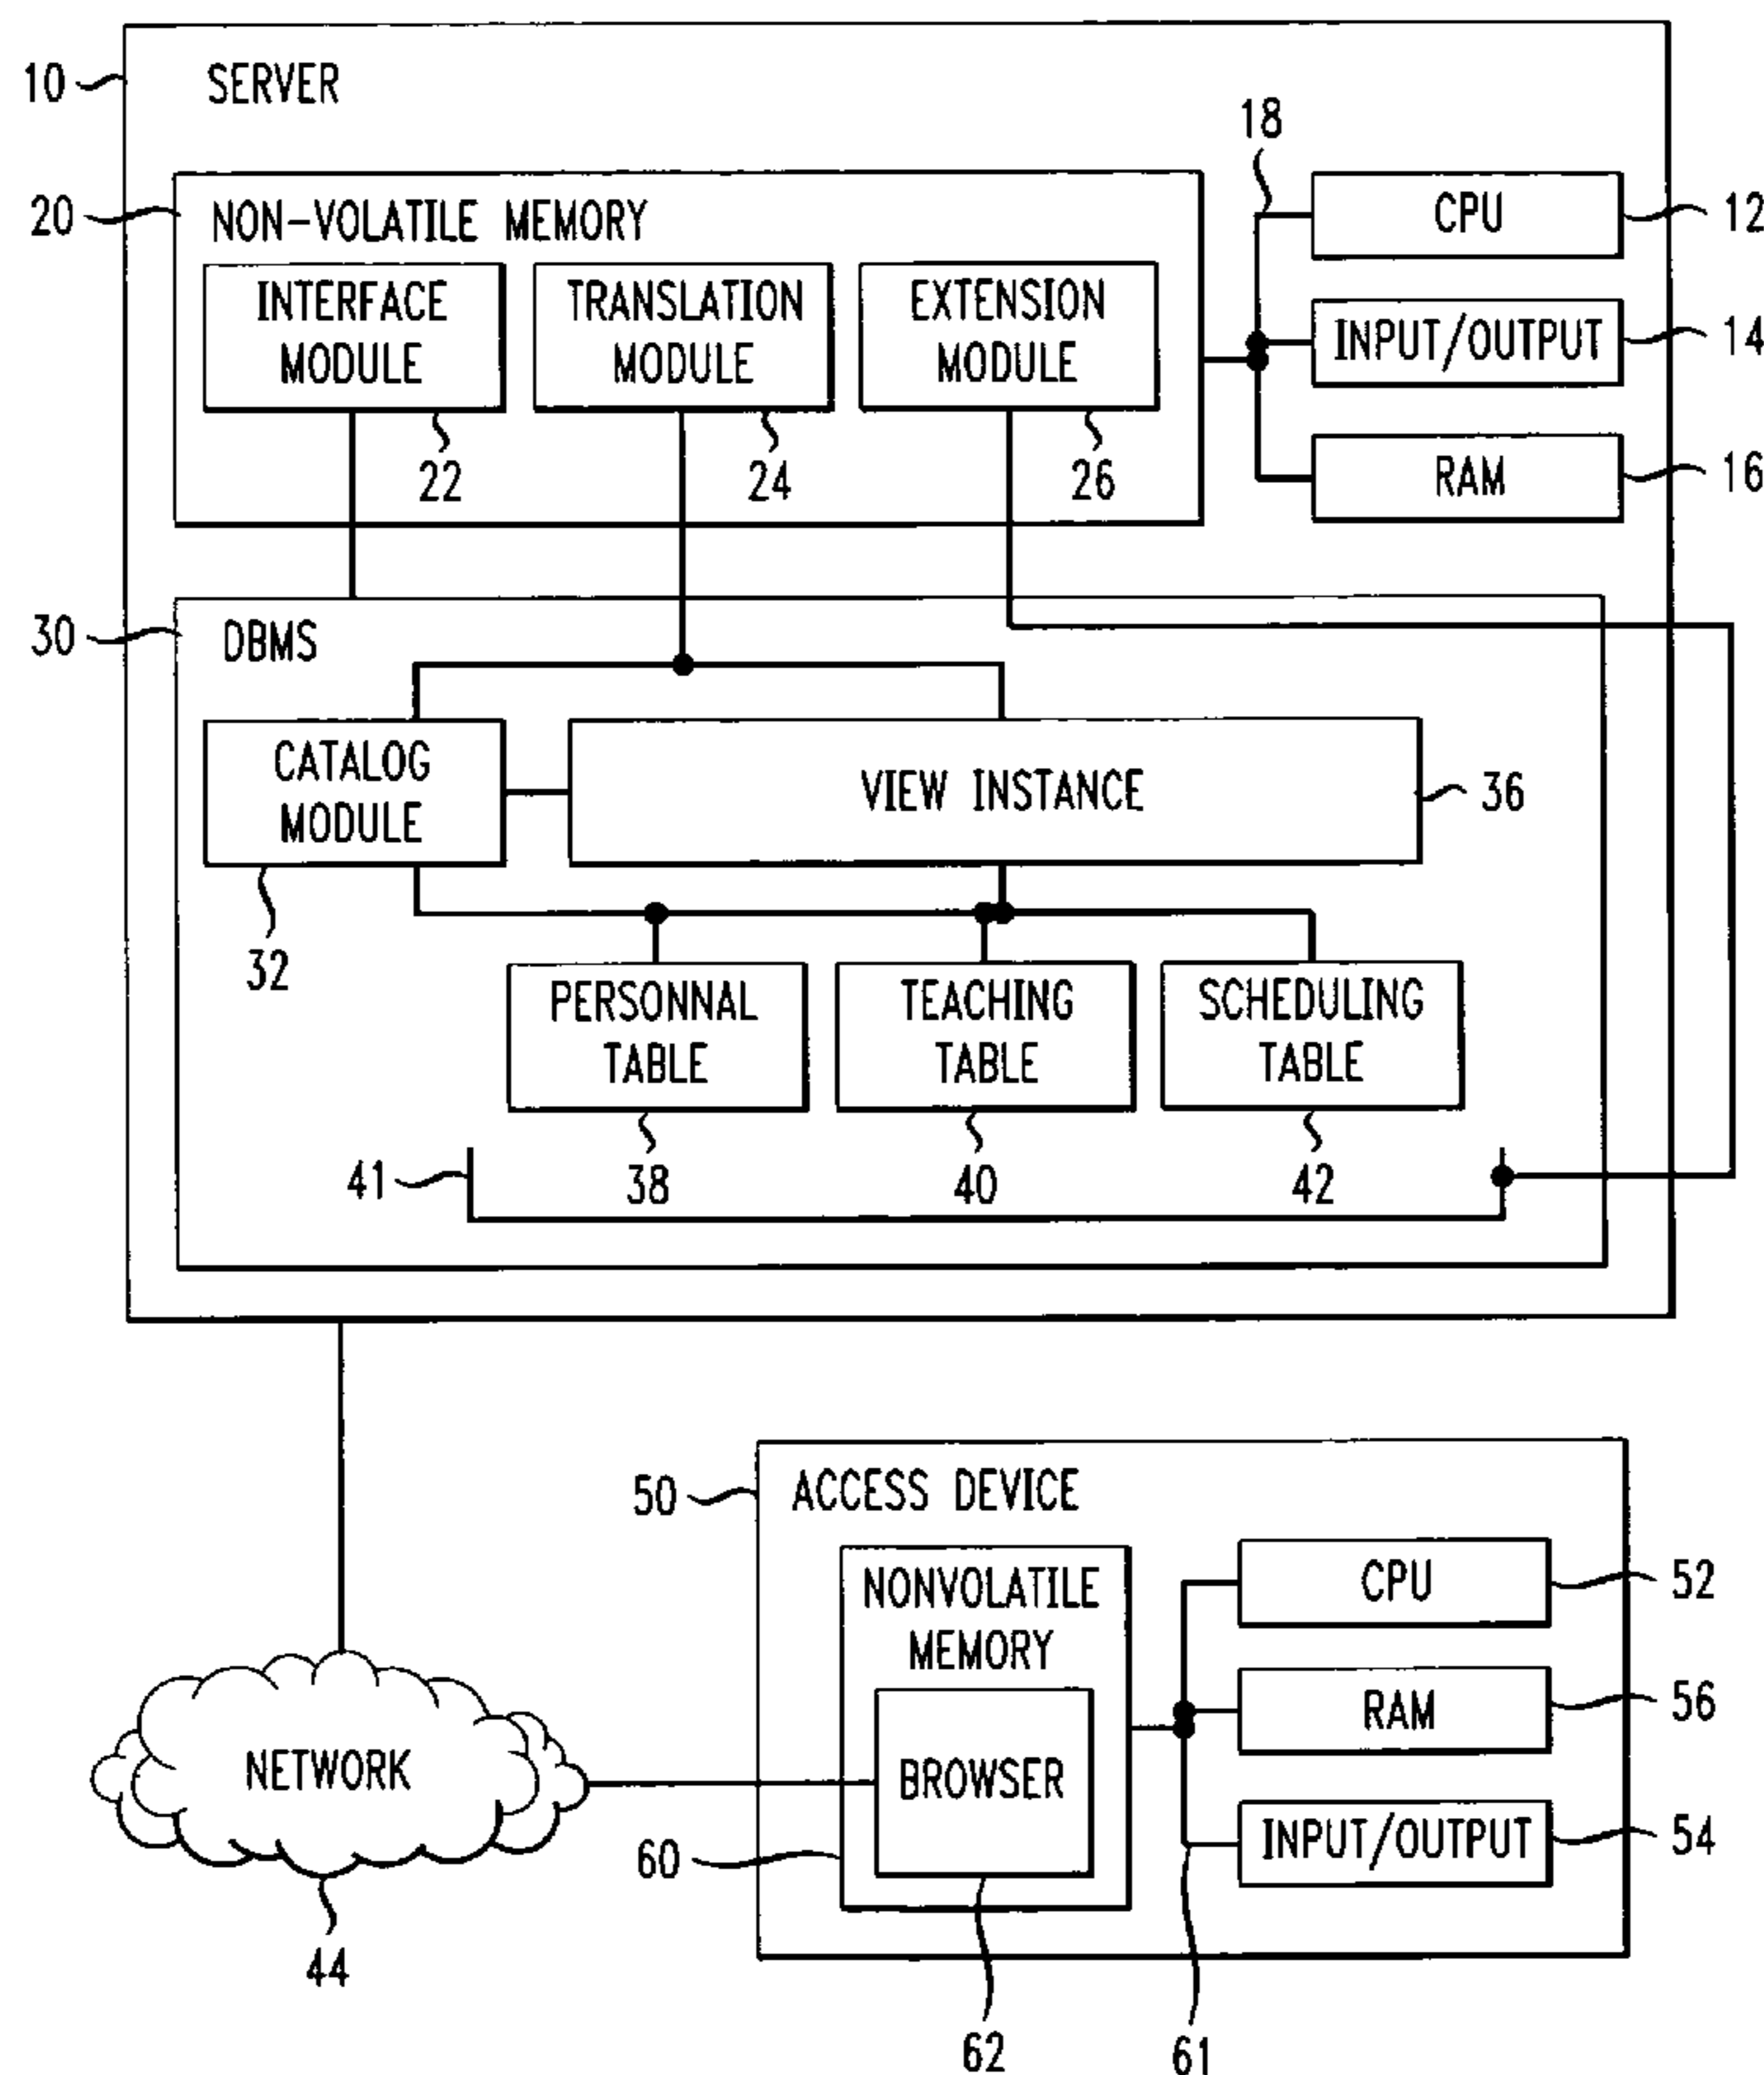 10
SERVER
18
20
NON-VOLATILE MEMORY
CPU
12
INTERFACE
MODULE
22
TRANSLATION
MODULE
24
EXTENSION
MODULE
26
INPUT/OUTPUT
14
RAM
16
30
DBMS
CATALOG
MODULE
32
VIEW INSTANCE
36
PERSONNAL
TABLE
38
TEACHING
TABLE
40
SCHEDULING
TABLE
42
41
50
ACCESS DEVICE
NONVOLATILE
MEMORY
CPU
52
RAM
56
BROWSER
INPUT/OUTPUT
54
NETWORK
60
44
62
61